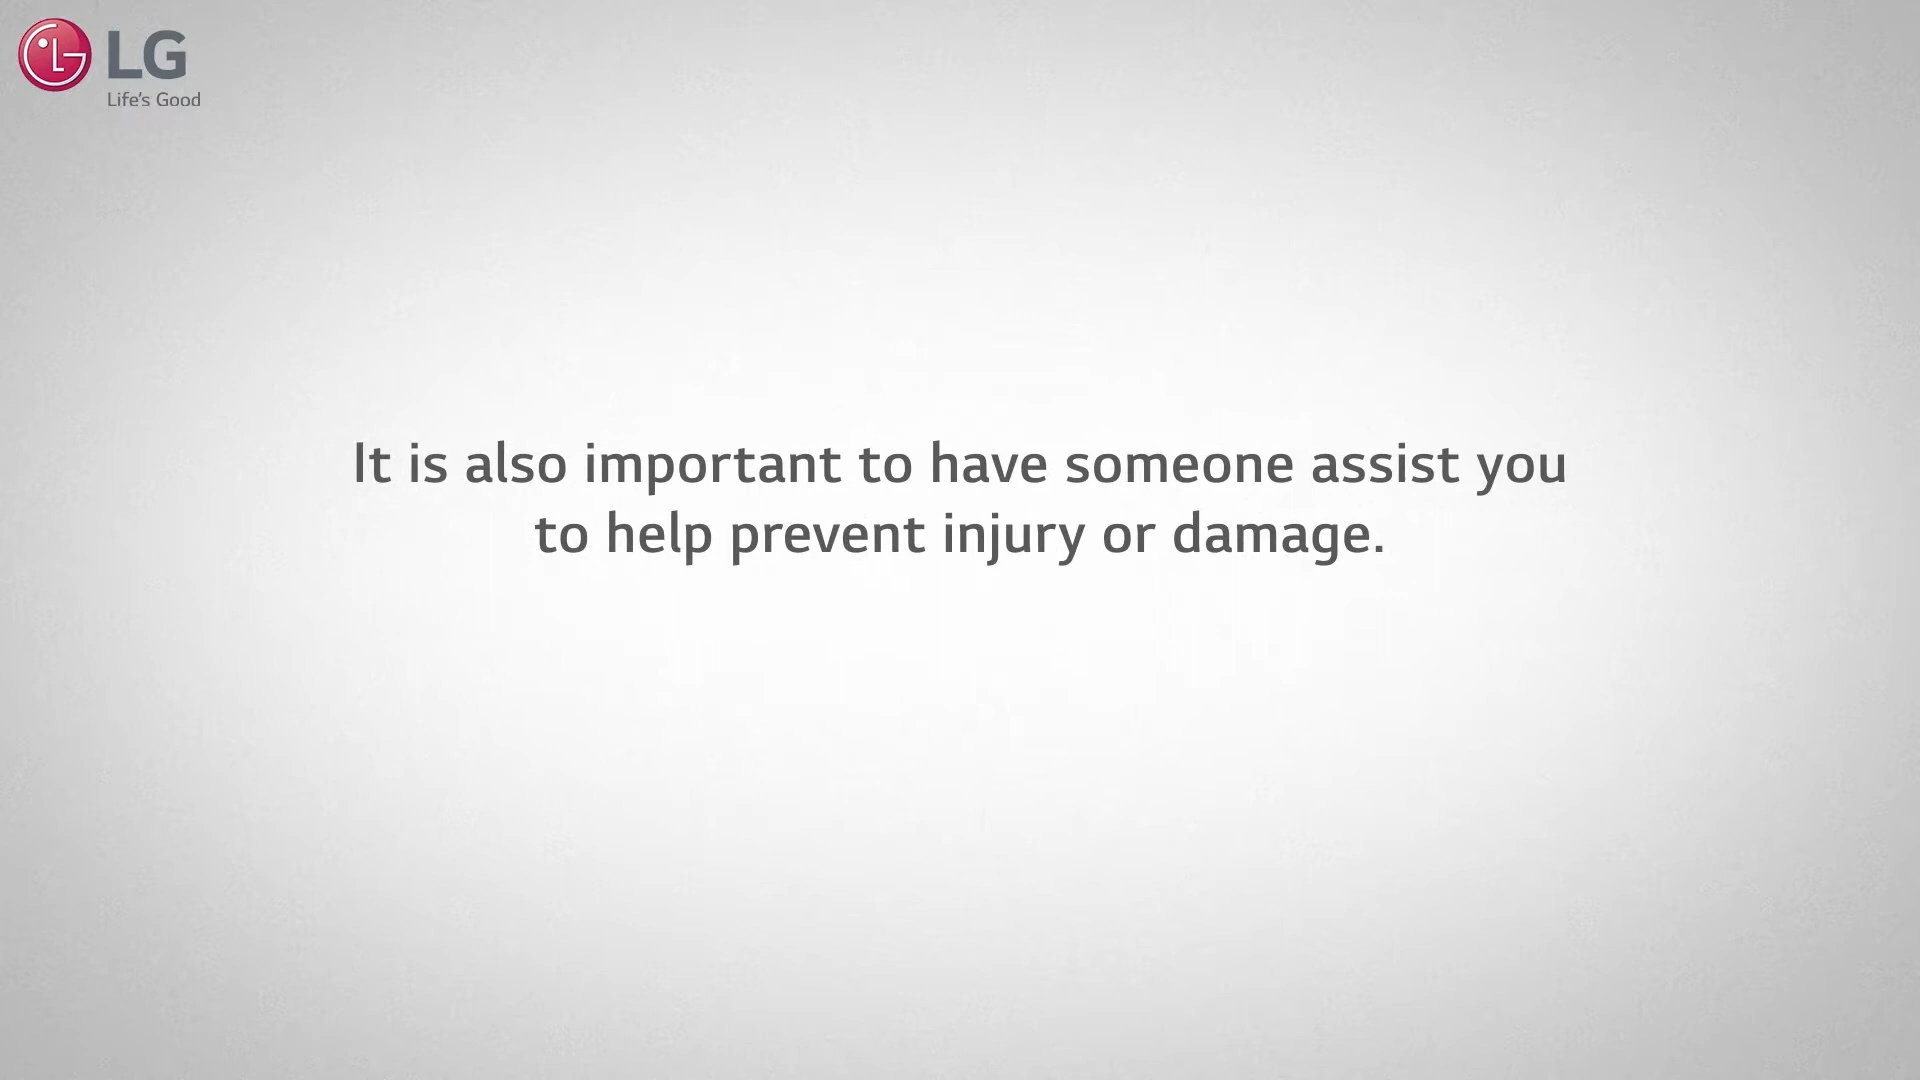 LG
Life's Good
It is also important to have someone assist you
to help prevent injury or damage.